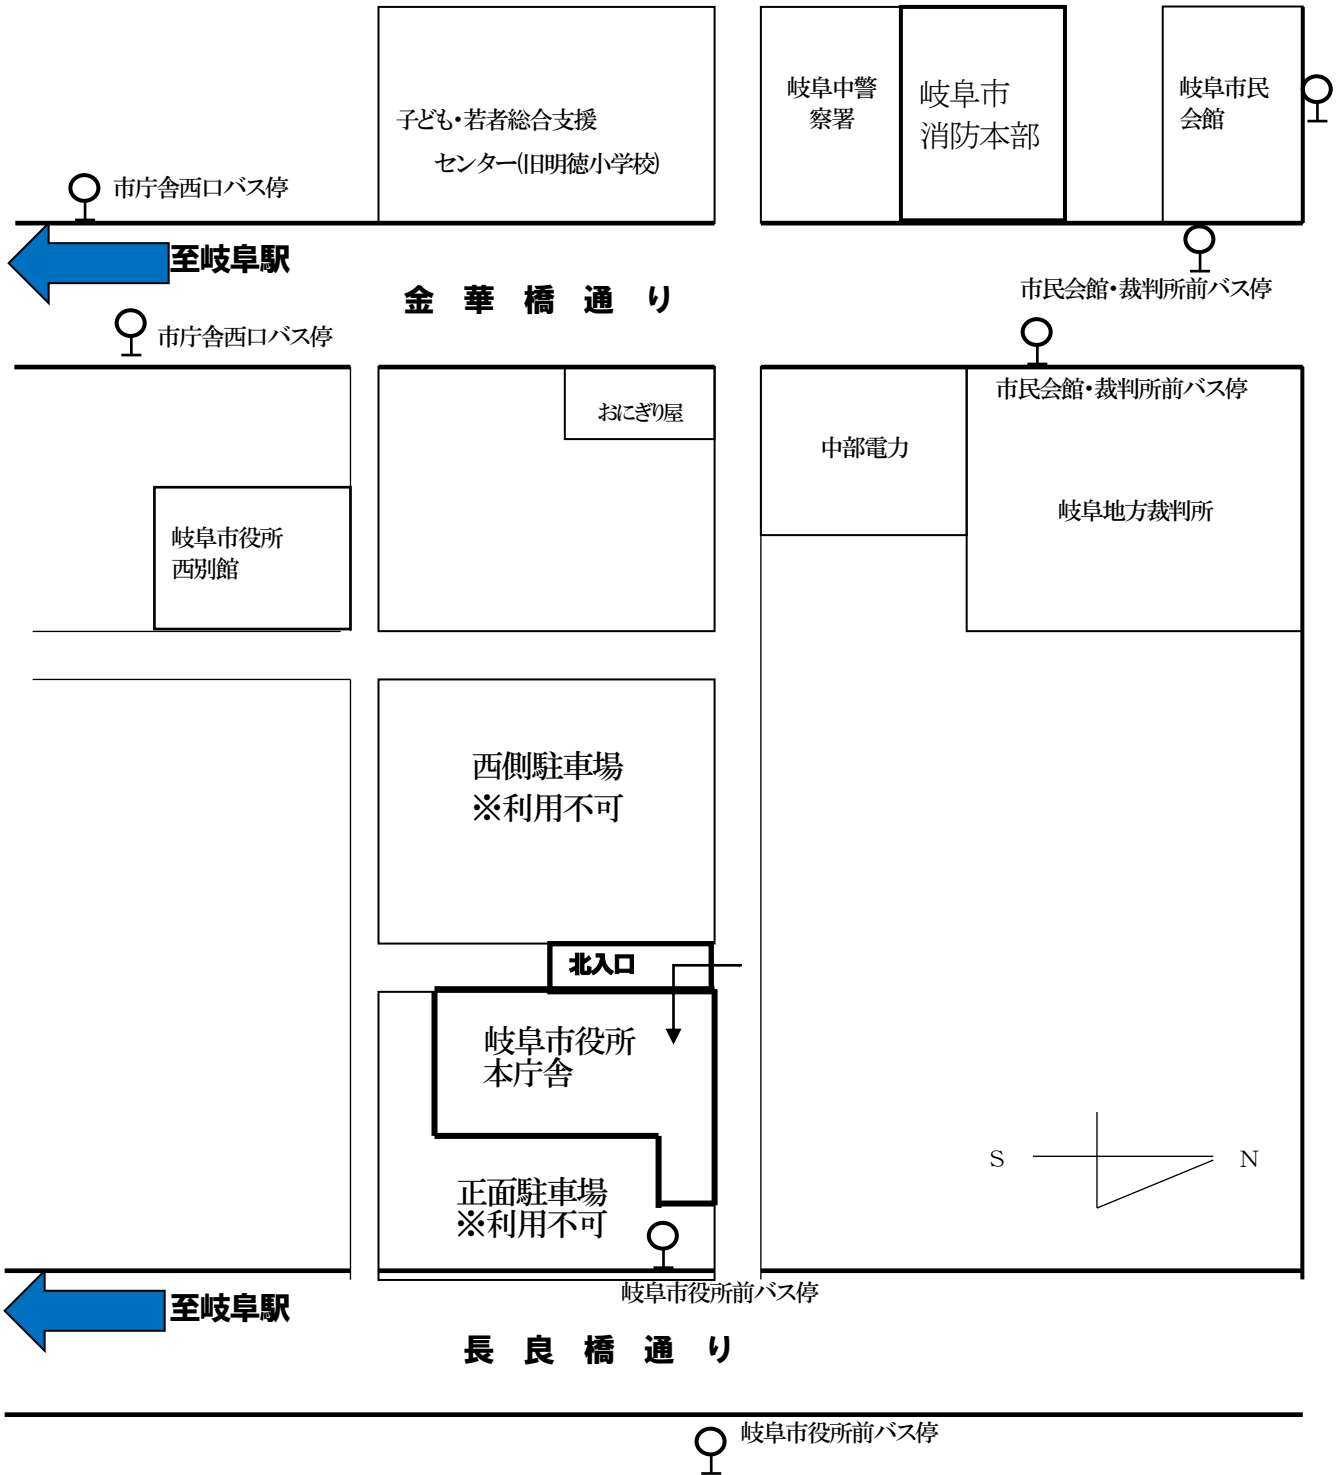 子ども・若者総合支援
センター(旧明徳小学校)
岐阜中警
察署
岐阜市
消防本部
岐阜市民
会館
市庁舎西口バス停
至岐阜駅
金華橋通り
市民会館・裁判所前バス停
市庁舎西口バス停
市民会館・裁判所前バス停
おにぎり屋
中部電力
岐阜地方裁判所
岐阜市役所
西別館
西側駐車場
※利用不可
北入口
岐阜市役所
本庁舎
S
N
正面駐車場
※利用不可
岐阜市役所前バス停
至岐阜駅
長良橋通り
岐阜市役所前バス停